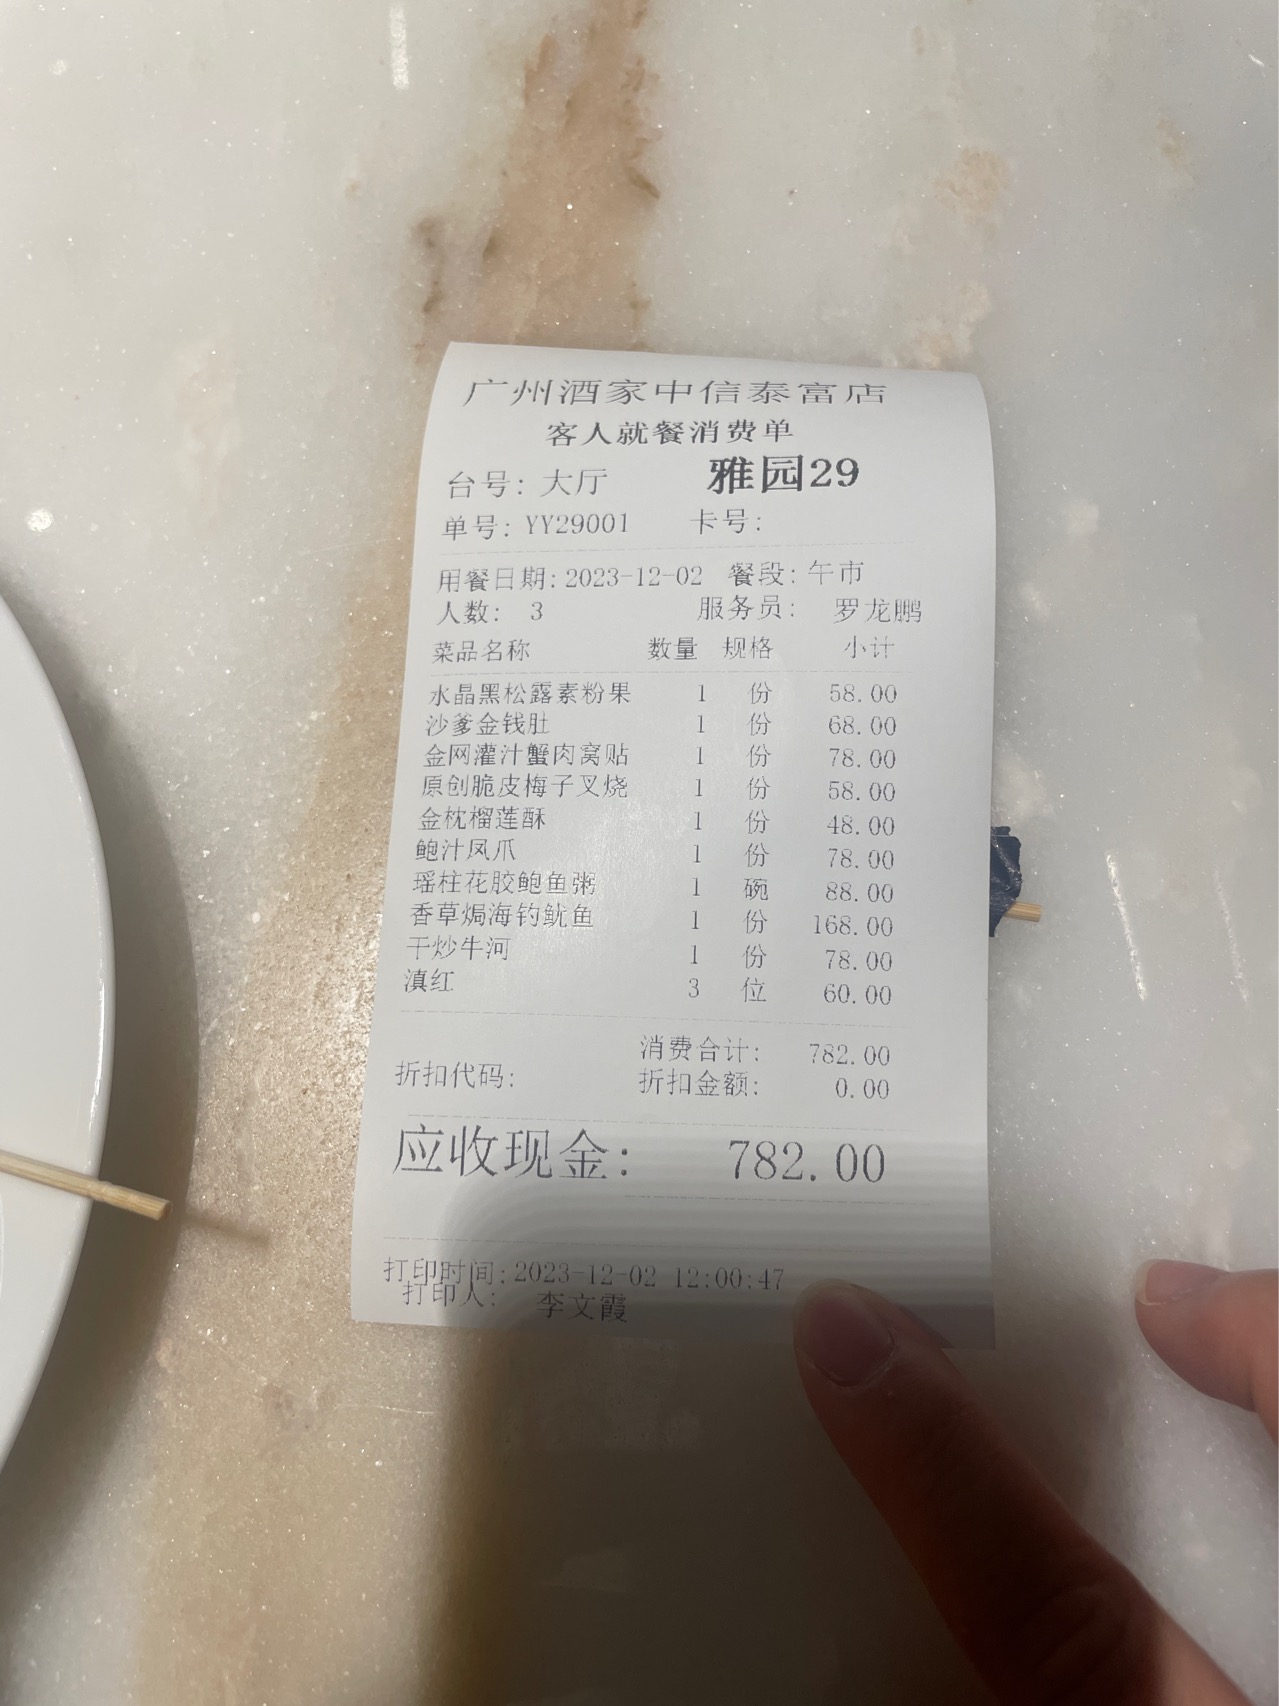 广州酒家中信泰富店
客人就餐消费单
台号: 大厅 雅园29
单号: YY29001 卡号:
用餐日期: 2023-12-02 餐段: 午市
人数: 3 服务员: 罗龙鹏
菜品名称 数量 规格 小计
水晶黑松露素粉果 1 份 58.00
沙爹金钱肚 1 份 68.00
金网灌汁蟹肉窝贴 1 份 78.00
原创脆皮梅子叉烧 1 份 58.00
金枕榴莲酥 1 份 48.00
鲍汁凤爪 1 份 78.00
瑶柱花胶鲍鱼粥 1 碗 88.00
香草焗海钓鱿鱼 1 份 168.00
干炒牛河 1 份 78.00
滇红 3 位 60.00
消费合计: 782.00
折扣代码: 折扣金额: 0.00
应收现金: 782.00
打印时间: 2023-12-02 12:00:47
打印人: 李文霞